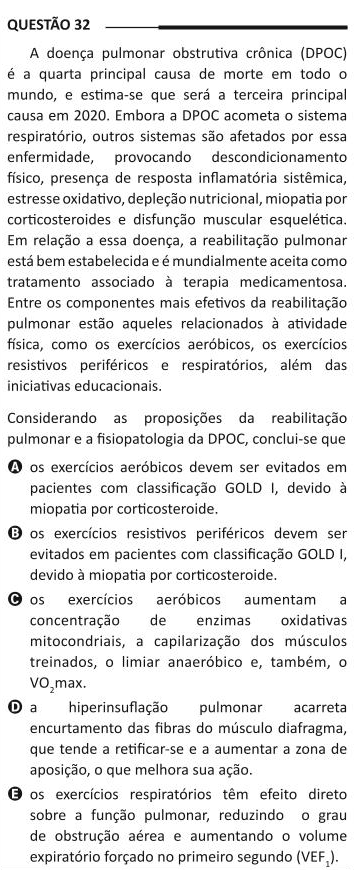 QUESTÃO 32
A doença pulmonar obstrutiva crônica (DPOC)
é a quarta principal causa de morte em todo o
mundo, e estima-se que será a terceira principal
causa em 2020. Embora a DPOC acometa o sistema
respiratório, outros sistemas são afetados por essa
enfermidade, provocando descondicionamento
físico, presença de resposta inflamatória sistêmica,
estresse oxidativo, depleção nutricional, miopatia por
corticosteroides e disfunção muscular esquelética.
Em relação a essa doença, a reabilitação pulmonar
está bem estabelecida e é mundialmente aceita como
tratamento associado à terapia medicamentosa.
Entre os componentes mais efetivos da reabilitação
pulmonar estão aqueles relacionados à atividade
física, como os exercícios aeróbicos, os exercícios
resistivos periféricos e respiratórios, além das
iniciativas educacionais.
Considerando as proposições da reabilitação
pulmonar e a fisiopatologia da DPOC, conclui-se que
A os exercícios aeróbicos devem ser evitados em
pacientes com classificação GOLD I, devido à
miopatia por corticosteroide.
B os exercícios resistivos periféricos devem ser
evitados em pacientes com classificação GOLD I,
devido à miopatia por corticosteroide.
C os exercícios aeróbicos aumentam a
concentração de enzimas oxidativas
mitocondriais, a capilarização dos músculos
treinados, o limiar anaeróbico e, também, o
VO₂max.
D a hiperinsuflação pulmonar acarreta
encurtamento das fibras do músculo diafragma,
que tende a retificar-se e a aumentar a zona de
aposição, o que melhora sua ação.
E os exercícios respiratórios têm efeito direto
sobre a função pulmonar, reduzindo o grau
de obstrução aérea e aumentando o volume
expiratório forçado no primeiro segundo (VEF₁).